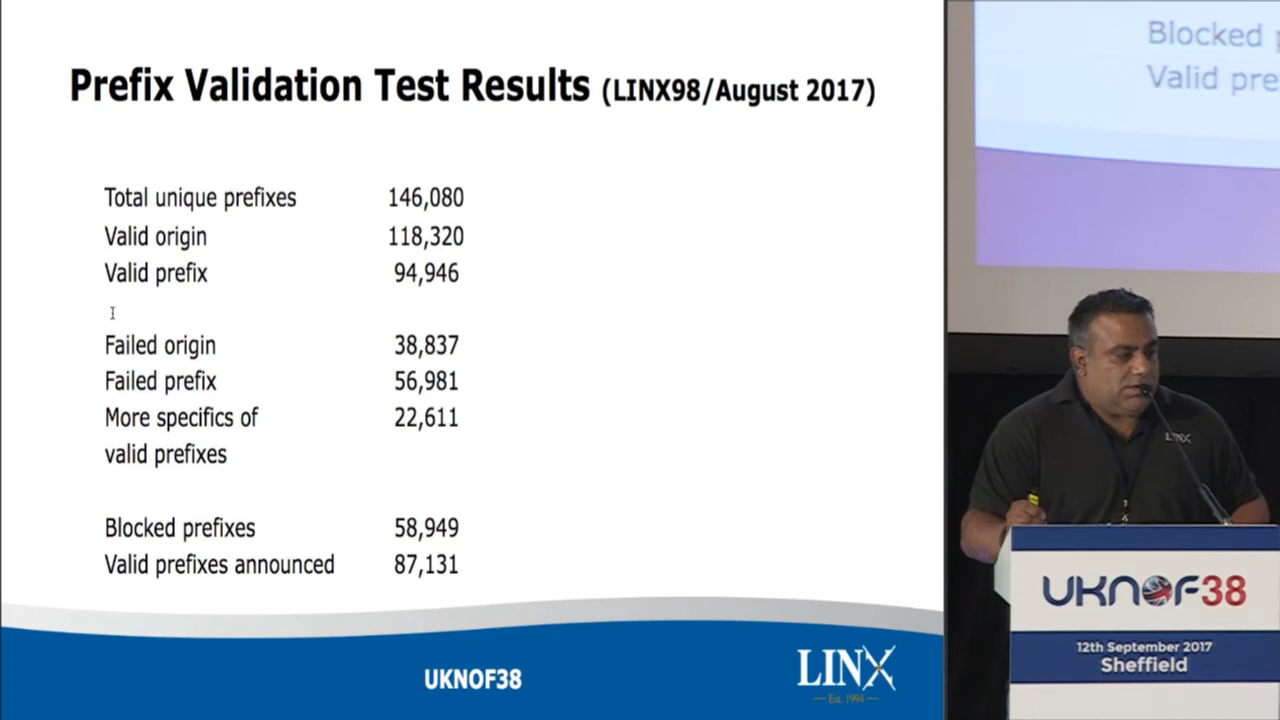 Prefix Validation Test Results (LINX98/August 2017)
Total unique prefixes 146,080
Valid origin 118,320
Valid prefix 94,946
Failed origin 38,837
Failed prefix 56,981
More specifics of 22,611
valid prefixes
Blocked prefixes 58,949
Valid prefixes announced 87,131
UKNOF38
LINX
Est. 1994
Blocked
Valid pre
LINX
UKNOF38
12th September 2017
Sheffield